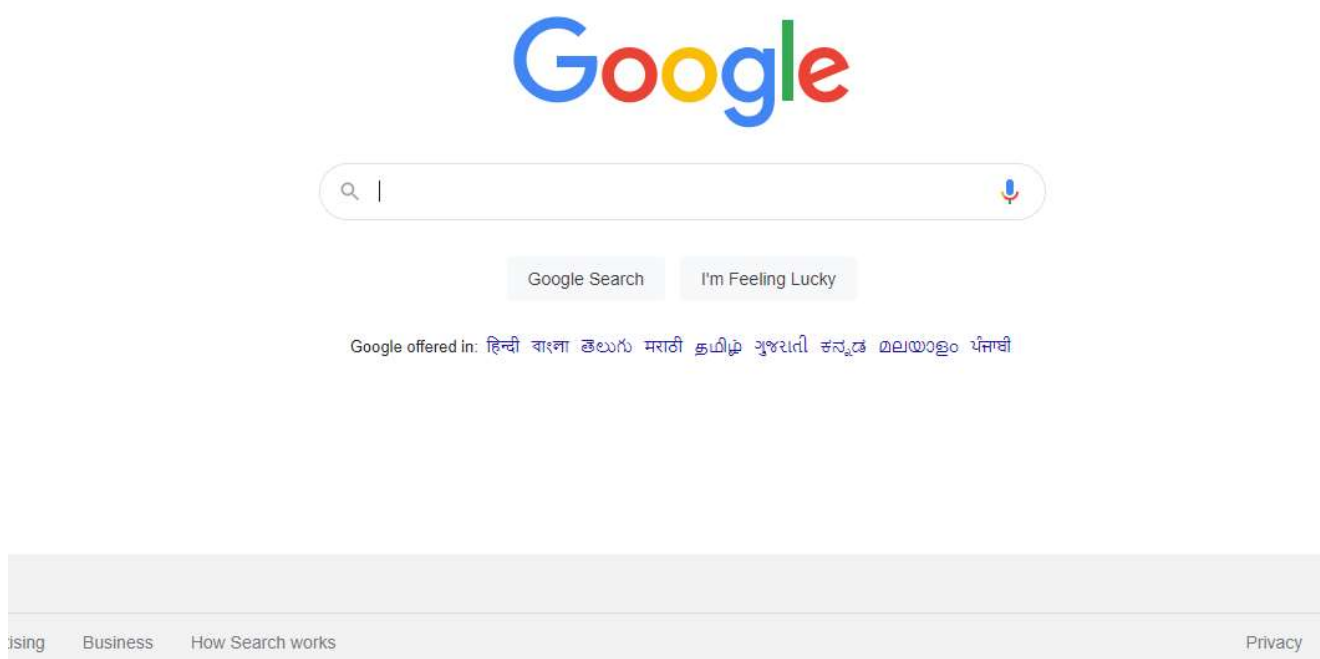 Google
Google Search I'm Feeling Lucky
Google offered in: हिन्दी বাংলা తెలుగు मराठी தமிழ் ગુજરાતી ಕನ್ನಡ മലയാളം ਪੰਜਾਬੀ
ising Business How Search works Privacy